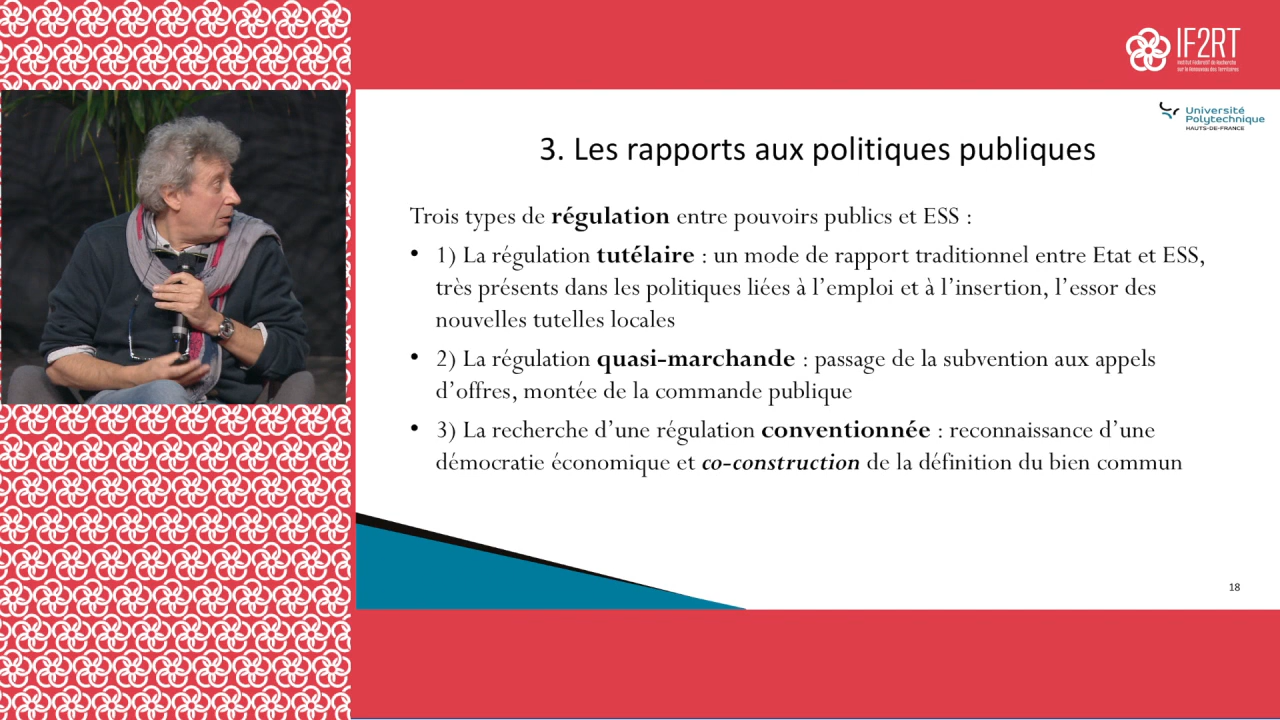 IF2RT
Institut Fédératif de Recherche
sur le Renouveau des Territoires
Université
Polytechnique
HAUTS-DE-FRANCE
3. Les rapports aux politiques publiques
Trois types de régulation entre pouvoirs publics et ESS :
• 1) La régulation tutélaire : un mode de rapport traditionnel entre Etat et ESS,
très présents dans les politiques liées à l’emploi et à l’insertion, l’essor des
nouvelles tutelles locales
• 2) La régulation quasi-marchande : passage de la subvention aux appels
d’offres, montée de la commande publique
• 3) La recherche d’une régulation conventionnée : reconnaissance d’une
démocratie économique et co-construction de la définition du bien commun
18